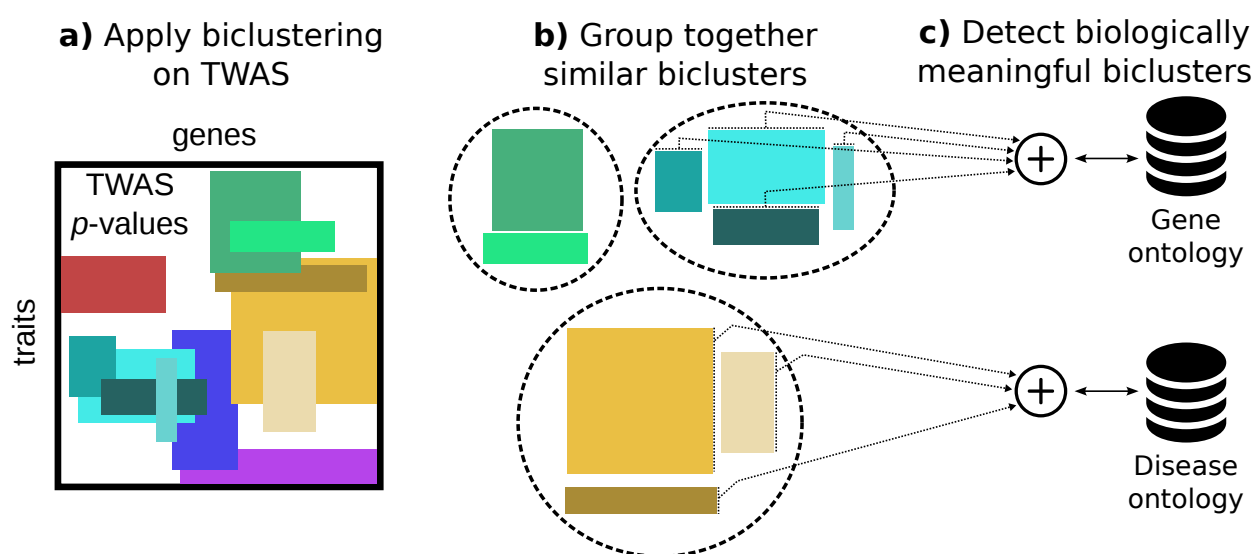 a) Apply biclustering
on TWAS
b) Group together
similar biclusters
c) Detect biologically
meaningful biclusters
genes
TWAS
p-values
traits
Gene
ontology
Disease
ontology